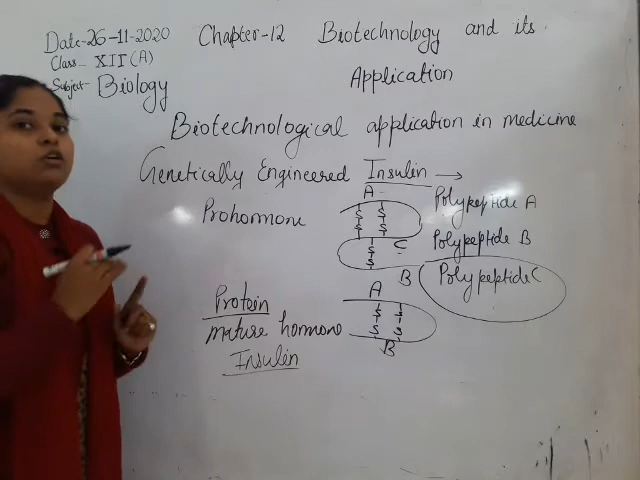 Date-26-11-2020 Chapter-12 Biotechnology and its
Class- XII (A)
Application
Subject- Biology
Biotechnological application in medicine
Genetically Engineered Insulin →
Prohormone
A
S S
S S
C
S
S
B
Polypeptide A
Polypeptide B
Polypeptide C
Protein
mature hormone
Insulin
A
S S
S S
B